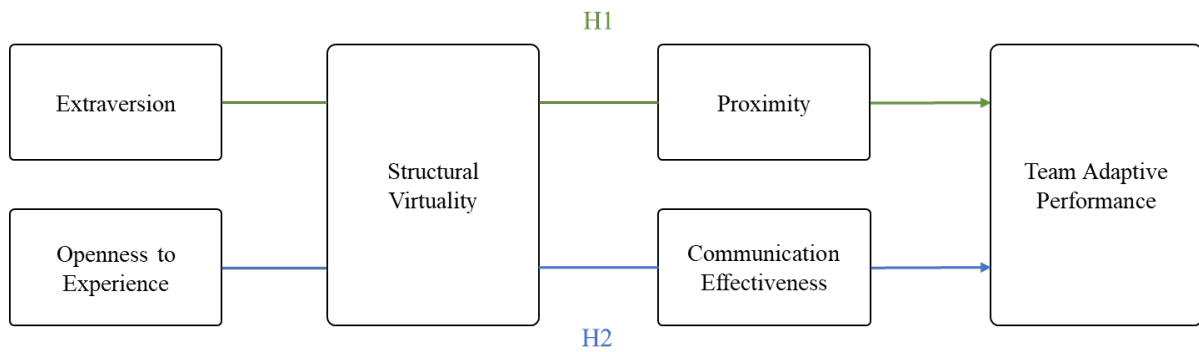 H1
Extraversion
Proximity
Structural
Virtuality
Team Adaptive
Performance
Openness to
Experience
Communication
Effectiveness
H2